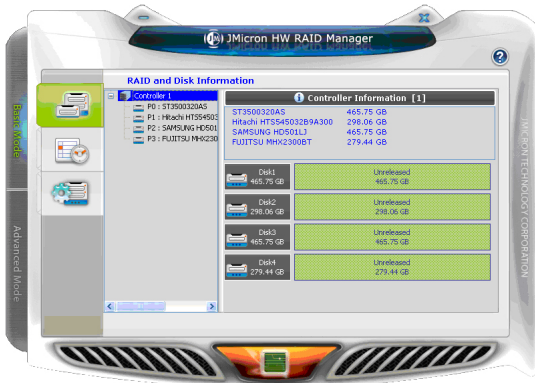 JMicron HW RAID Manager
RAID and Disk Information
Basic Mode
Advanced Mode
Controller 1
P0 : ST3500320AS
P1 : Hitachi HTS54503
P2 : SAMSUNG HD501
P3 : FUJITSU MHX230
Controller Information [1]
ST3500320AS 465.75 GB
Hitachi HTS545032B9A300 298.06 GB
SAMSUNG HD501LJ 465.75 GB
FUJITSU MHX2300BT 279.44 GB
Disk1
465.75 GB
Unreleased
465.75 GB
Disk2
298.06 GB
Unreleased
298.06 GB
Disk3
465.75 GB
Unreleased
465.75 GB
Disk4
279.44 GB
Unreleased
279.44 GB
JMICRON TECHNOLOGY CORPORATION